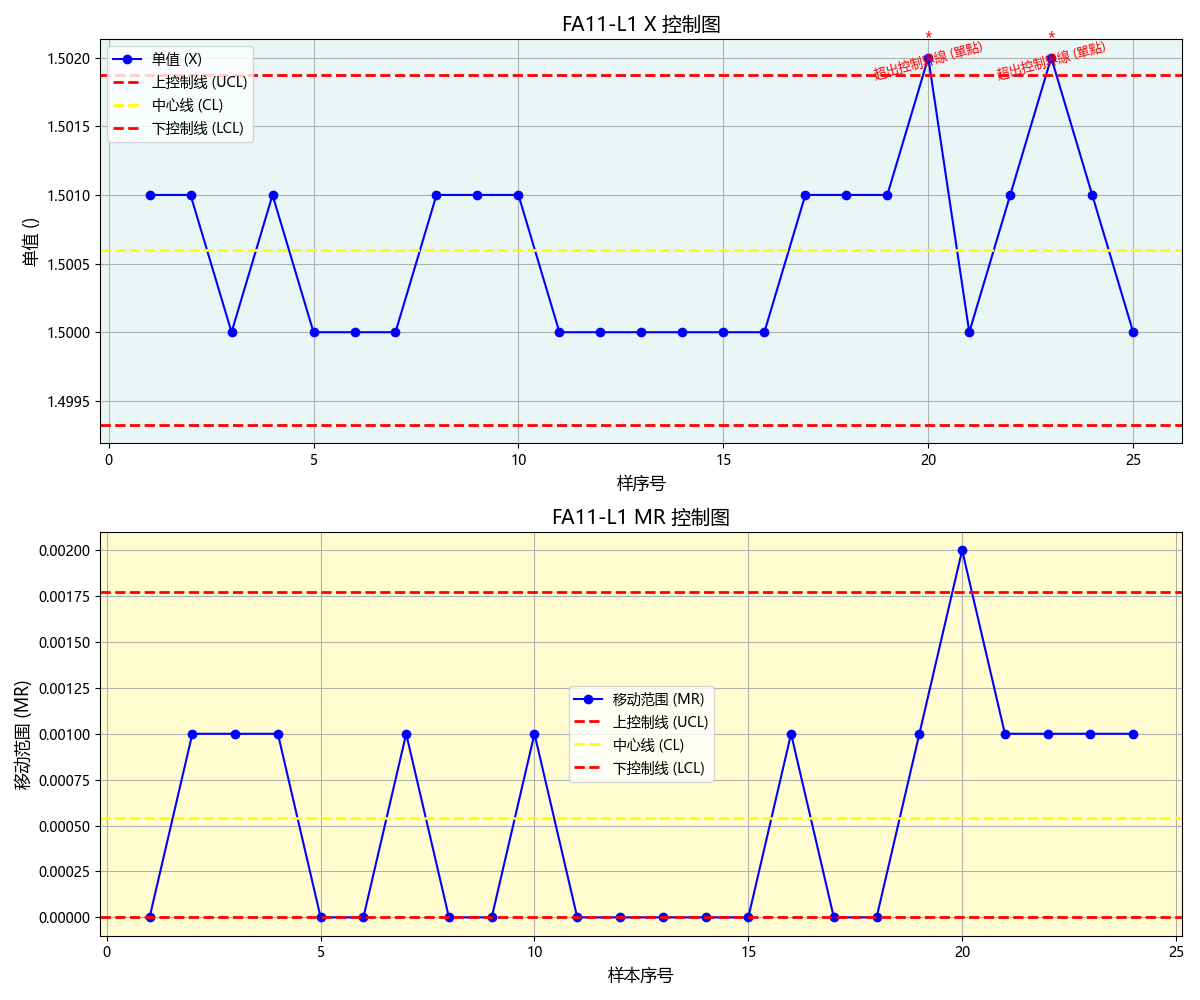 FA11-L1 X 控制图
*
*
超出控制界線 (單點)
超出控制界線 (單點)
单值 (X)
上控制线 (UCL)
中心线 (CL)
下控制线 (LCL)
单值 ()
1.5020
1.5015
1.5010
1.5005
1.5000
1.4995
0
5
10
15
20
25
样序号
FA11-L1 MR 控制图
移动范围 (MR)
0.00200
0.00175
0.00150
0.00125
0.00100
0.00075
0.00050
0.00025
0.00000
移动范围 (MR)
上控制线 (UCL)
中心线 (CL)
下控制线 (LCL)
0
5
10
15
20
25
样本序号